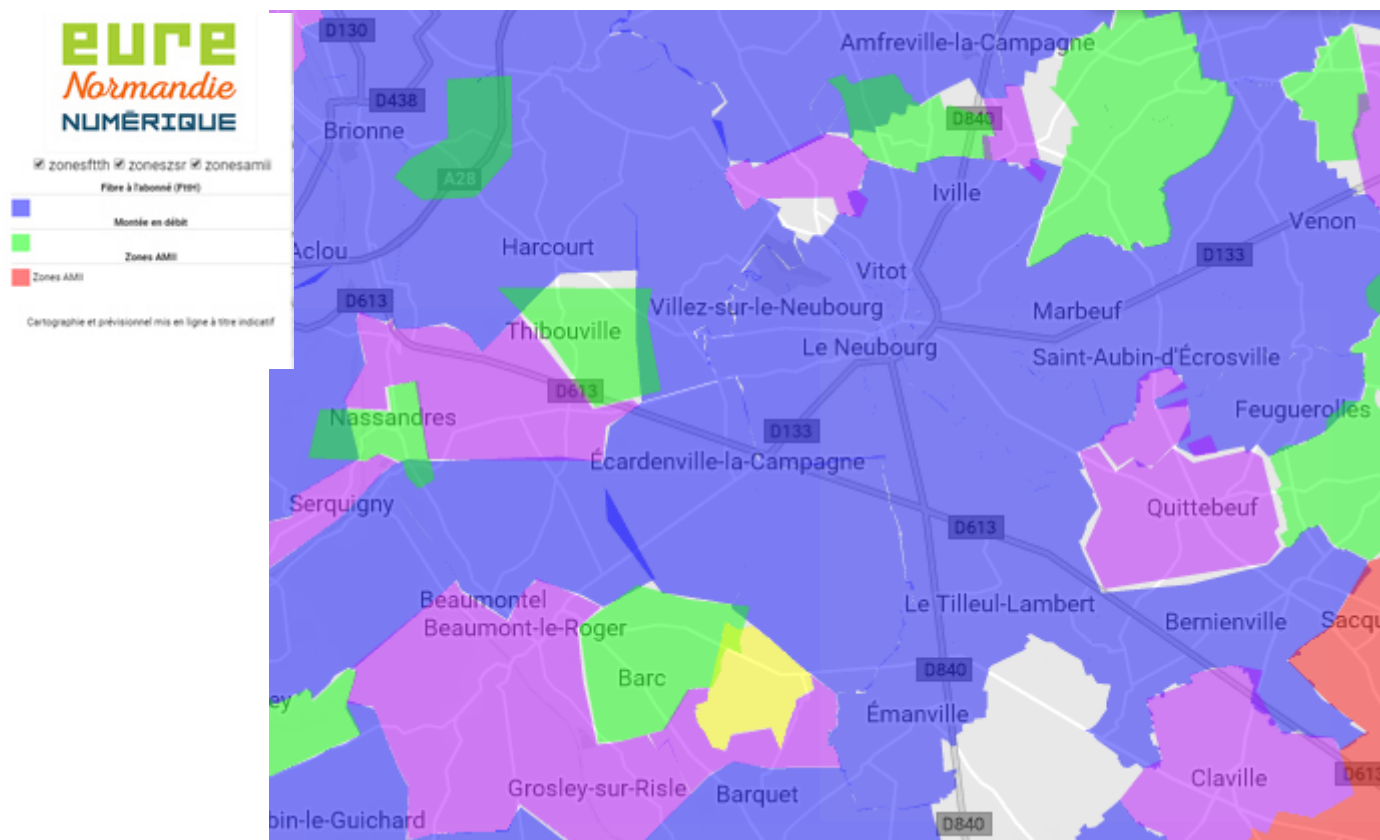 eure
Normandie
NUMÉRIQUE
zonesftth zoneszsr zonesamii
Fibre à l'abonné (FttH)
Montée en débit
Zones AMII
Zones AMII
Cartographie et prévisionnel mis en ligne à titre indicatif
D130
Amfreville-la-Campagne
D438
Brionne
D840
A28
Iville
Venon
Aclou
Harcourt
D133
Vitot
D613
Villez-sur-le-Neubourg
Marbeuf
Thibouville
Le Neubourg
Saint-Aubin-d'Écrosville
D613
Nassandres
Feuguerolles
D133
Écardenville-la-Campagne
Serquigny
Quittebeuf
D613
Beaumontel
Le Tilleul-Lambert
Beaumont-le-Roger
Bernienville
Sacqu
Barc
D840
ey
Émanville
Claville
D613
Grosley-sur-Risle
Barquet
bin-le-Guichard
D840